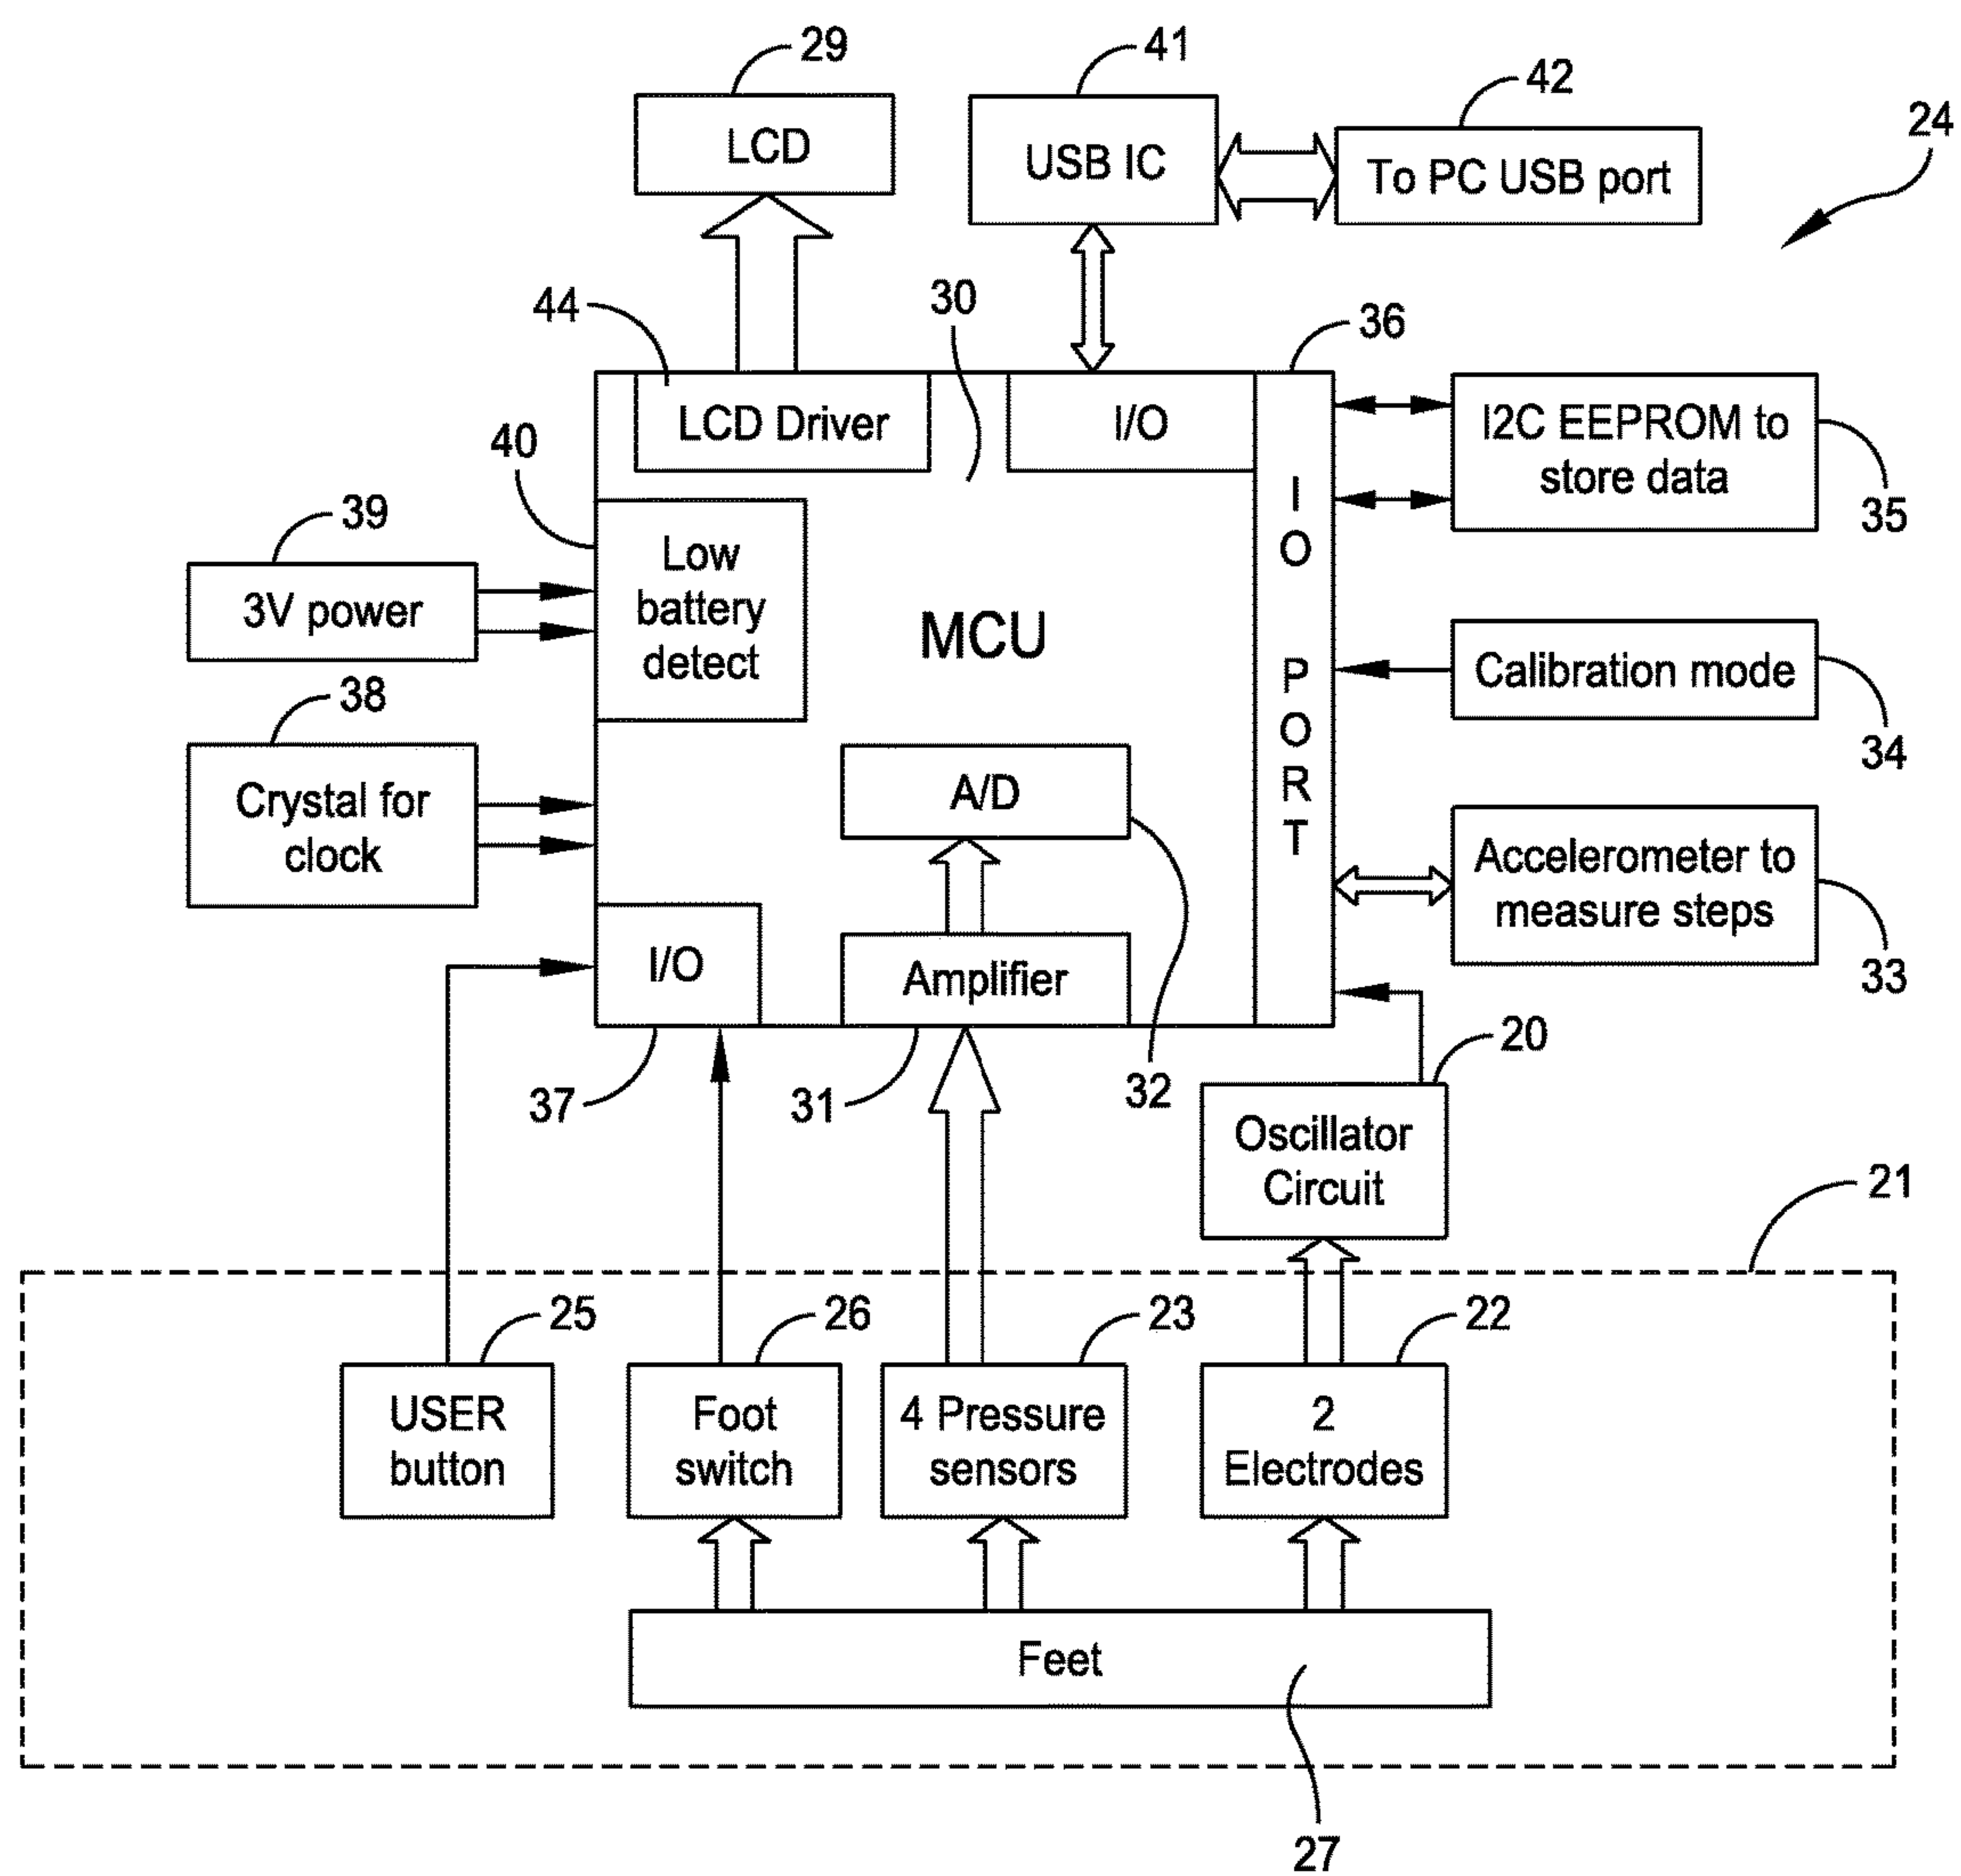 29
41
42
24
LCD
USB IC
To PC USB port
44
30
36
LCD Driver
I/O
I2C EEPROM to
store data
35
40
39
3V power
Low
battery
detect
MCU
IO PORT
Calibration mode
34
38
Crystal for
clock
A/D
Accelerometer to
measure steps
33
I/O
Amplifier
37
31
32
20
Oscillator
Circuit
21
25
26
23
22
USER
button
Foot
switch
4 Pressure
sensors
2
Electrodes
Feet
27